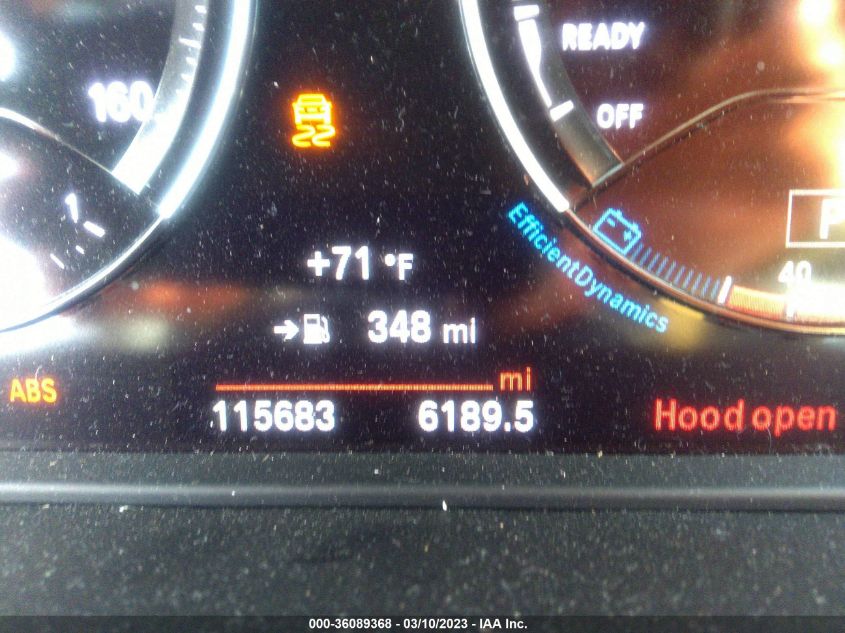 READY
160
OFF
P
EfficientDynamics
+71 °F
40
348 mi
mi
ABS
115683 6189.5
Hood open
000-36089368 - 03/10/2023 - IAA Inc.